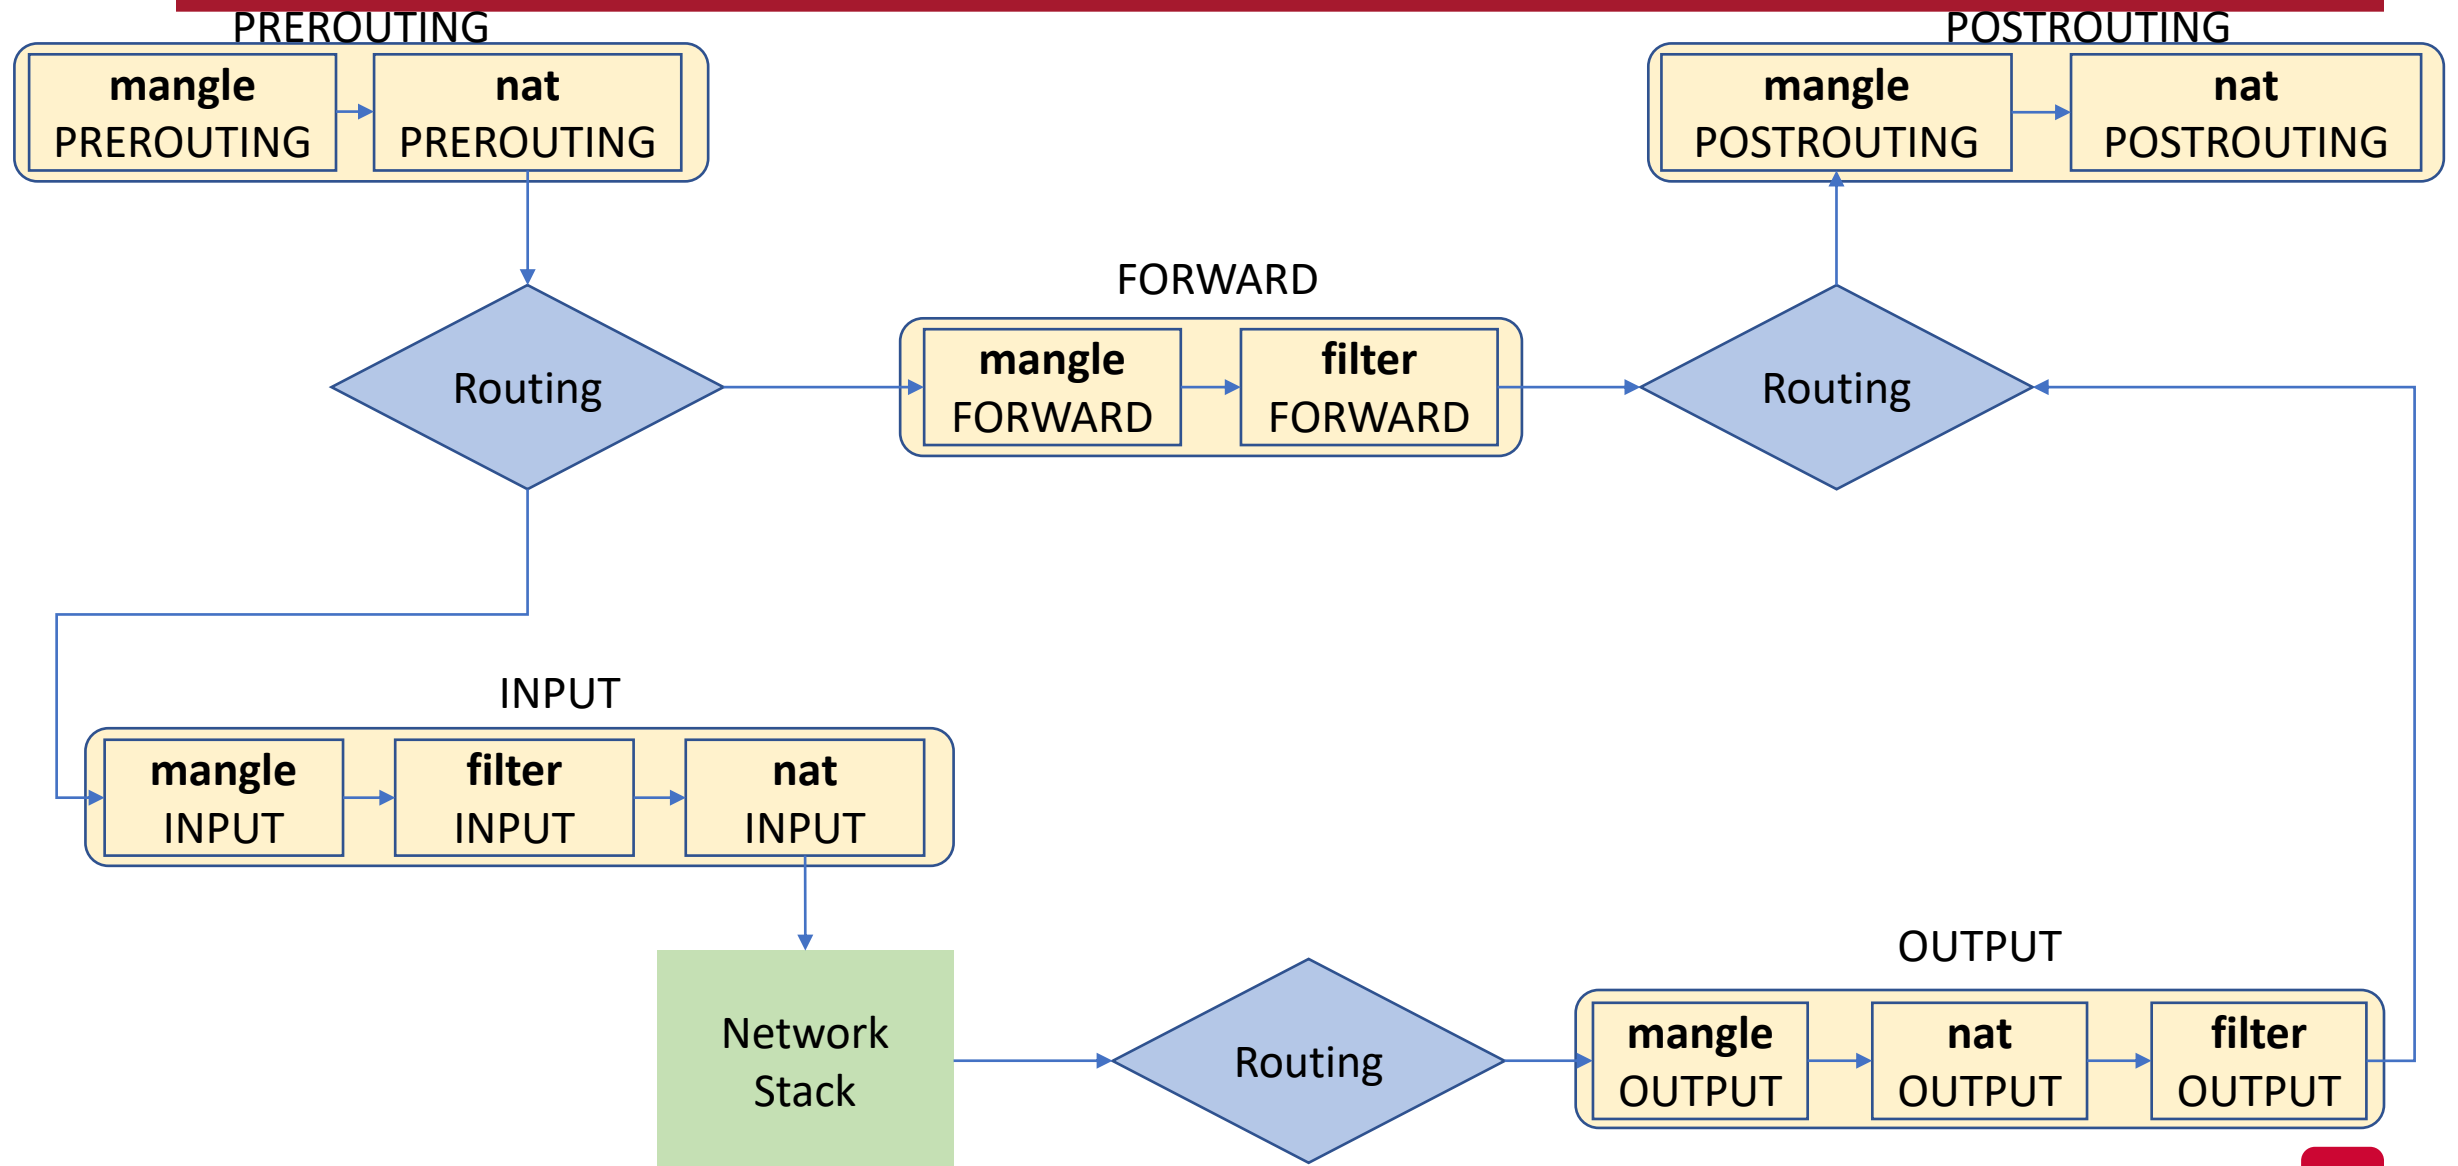 PREROUTING
mangle
PREROUTING
nat
PREROUTING
POSTROUTING
mangle
POSTROUTING
nat
POSTROUTING
Routing
FORWARD
mangle
FORWARD
filter
FORWARD
Routing
INPUT
mangle
INPUT
filter
INPUT
nat
INPUT
Network
Stack
Routing
OUTPUT
mangle
OUTPUT
nat
OUTPUT
filter
OUTPUT